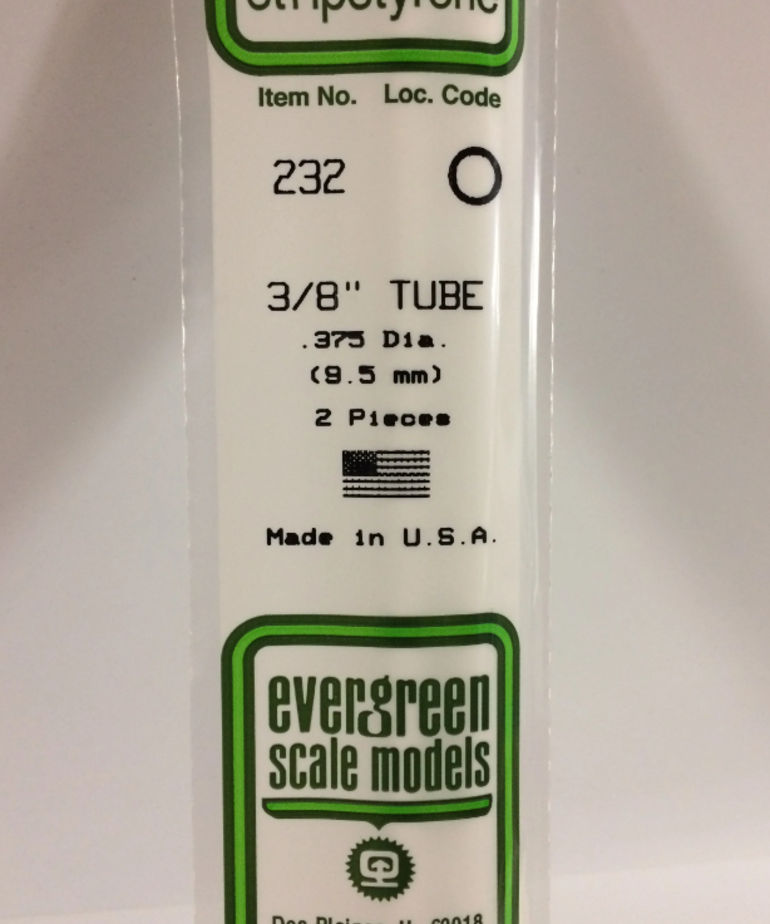 Item No. Loc. Code
232 O
3/8" TUBE
.375 Dia.
(9.5 mm)
2 Pieces
Made in U.S.A.
evergreen
scale models